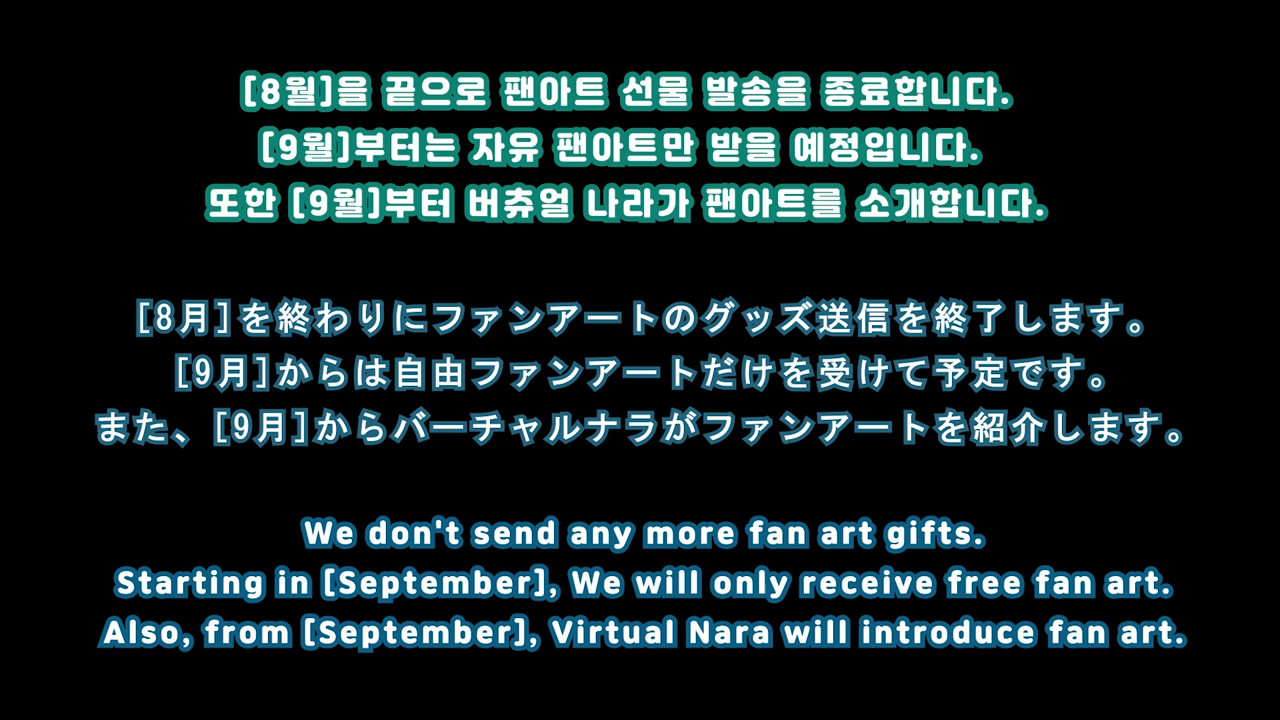 [8월]을 끝으로 팬아트 선물 발송을 종료합니다.
[9월]부터는 자유 팬아트만 받을 예정입니다.
또한 [9월]부터 버츄얼 나라가 팬아트를 소개합니다.
[8月]を終わりにファンアートのグッズ送信を終了します。
[9月]からは自由ファンアートだけを受けて予定です。
また、[9月]からバーチャルナラがファンアートを紹介します。
We don't send any more fan art gifts.
Starting in [September], We will only receive free fan art.
Also, from [September], Virtual Nara will introduce fan art.